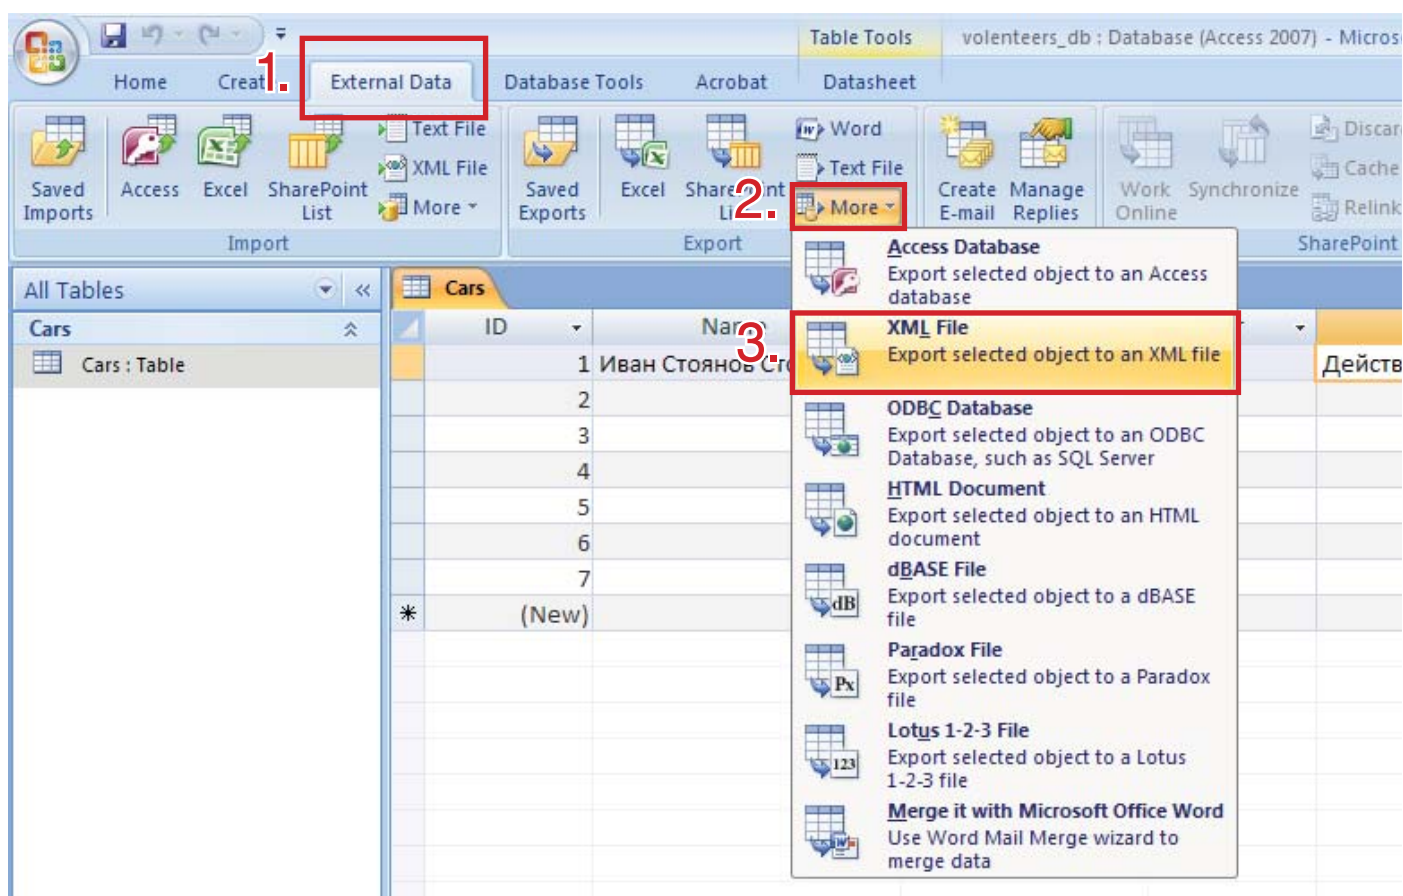 Table Tools
volenteers_db : Database (Access 2007) - Micros
1.
Home
External Data
Database Tools
Acrobat
Datasheet
Saved Imports
Access
Excel
SharePoint List
Text File
XML File
More
Import
Saved Exports
Excel
Word
Text File
2.
More
Export
Create E-mail
Manage Replies
Work Online
Synchronize
Cache
Relink
SharePoint
All Tables
«
Cars
Cars : Table
Cars
ID
3.
1
Иван Стоянов
2
3
4
5
6
7
* (New)
Access Database
Export selected object to an Access
database
XML File
Export selected object to an XML file
ODBC Database
Export selected object to an ODBC
Database, such as SQL Server
HTML Document
Export selected object to an HTML
document
dBASE File
Export selected object to a dBASE
file
Paradox File
Export selected object to a Paradox
file
Lotus 1-2-3 File
Export selected object to a Lotus
1-2-3 file
Merge it with Microsoft Office Word
Use Word Mail Merge wizard to
merge data
dB
Px
123
Действ